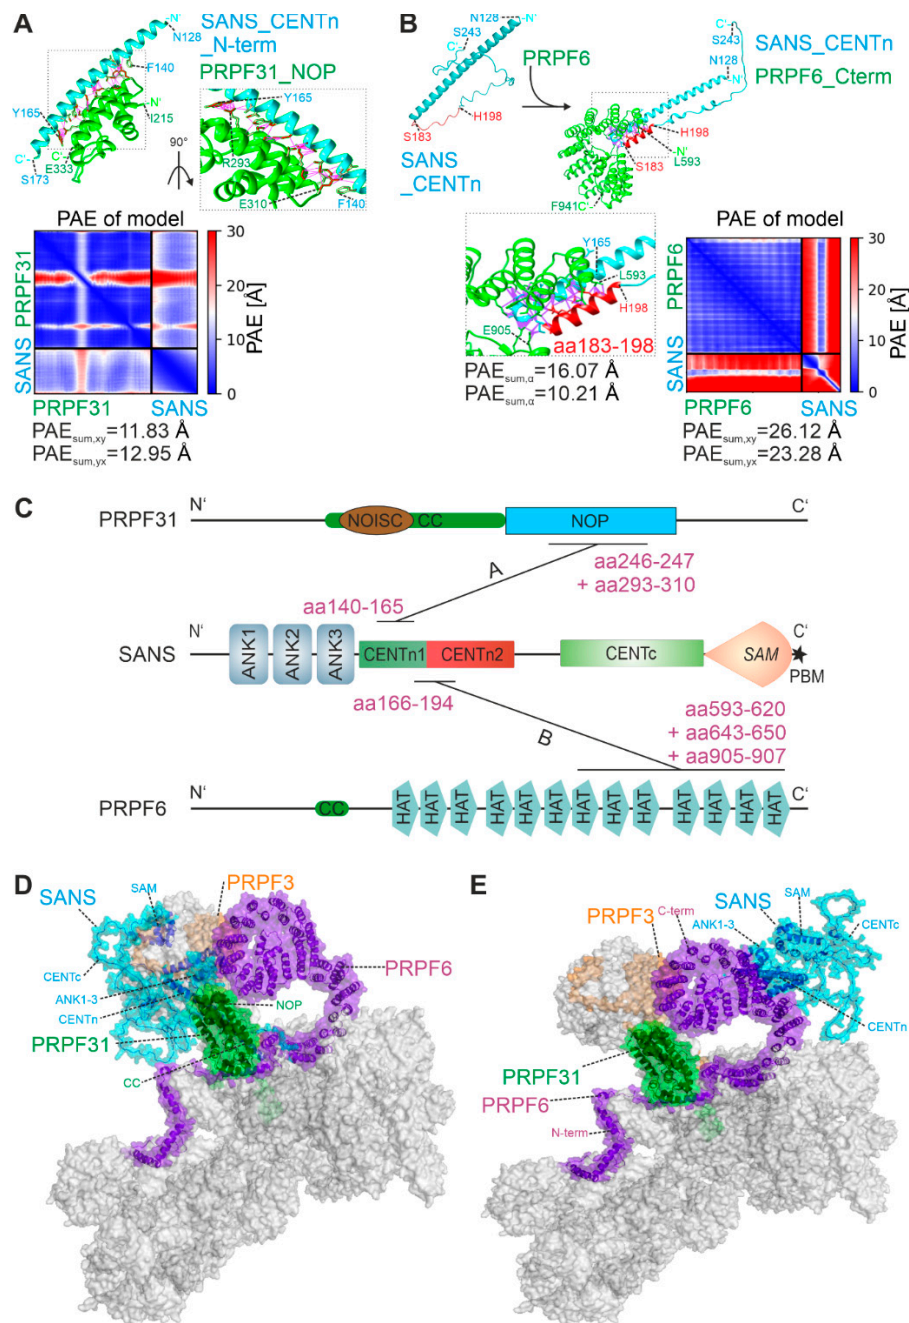 A
SANS_CENTn
_N-term
PRPF31_NOP
-N'
N128
F140
-N'
I215
Y165
C'-
S173
C'-
E333
90°
Y165
R293
E310
F140
PAE of model
PRPF31
SANS
PRPF31
SANS
30
20
10
0
PAE [Å]
PAEsum,xy=11.83 Å
PAEsum,yx=12.95 Å
B
N128
-N'
C'-
S243
PRPF6
H198
S183
SANS
_CENTn
C'-
S243
SANS_CENTn
N128
-N'
PRPF6_Cterm
H198
-N'
L593
S183
F941
C'-
Y165
L593
H198
E905
aa183-198
PAEsum,α=16.07 Å
PAEsum,α=10.21 Å
PAE of model
PRPF6
SANS
PRPF6
SANS
30
20
10
0
PAE [Å]
PAEsum,xy=26.12 Å
PAEsum,yx=23.28 Å
C
N'
C'
PRPF31
NOISC
CC
NOP
A
aa246-247
+ aa293-310
aa140-165
N'
C'
SANS
ANK1
ANK2
ANK3
CENTn1
CENTn2
CENTc
SAM
PBM
aa166-194
B
aa593-620
+ aa643-650
+ aa905-907
N'
C'
PRPF6
CC
HAT
HAT
HAT
HAT
HAT
HAT
HAT
HAT
HAT
HAT
HAT
HAT
HAT
D
SANS
SAM
PRPF3
CENTc
PRPF6
ANK1-3
CENTn
NOP
PRPF31
CC
E
PRPF3
C-term
SANS
SAM
ANK1-3
CENTc
CENTn
PRPF31
PRPF6
N-term